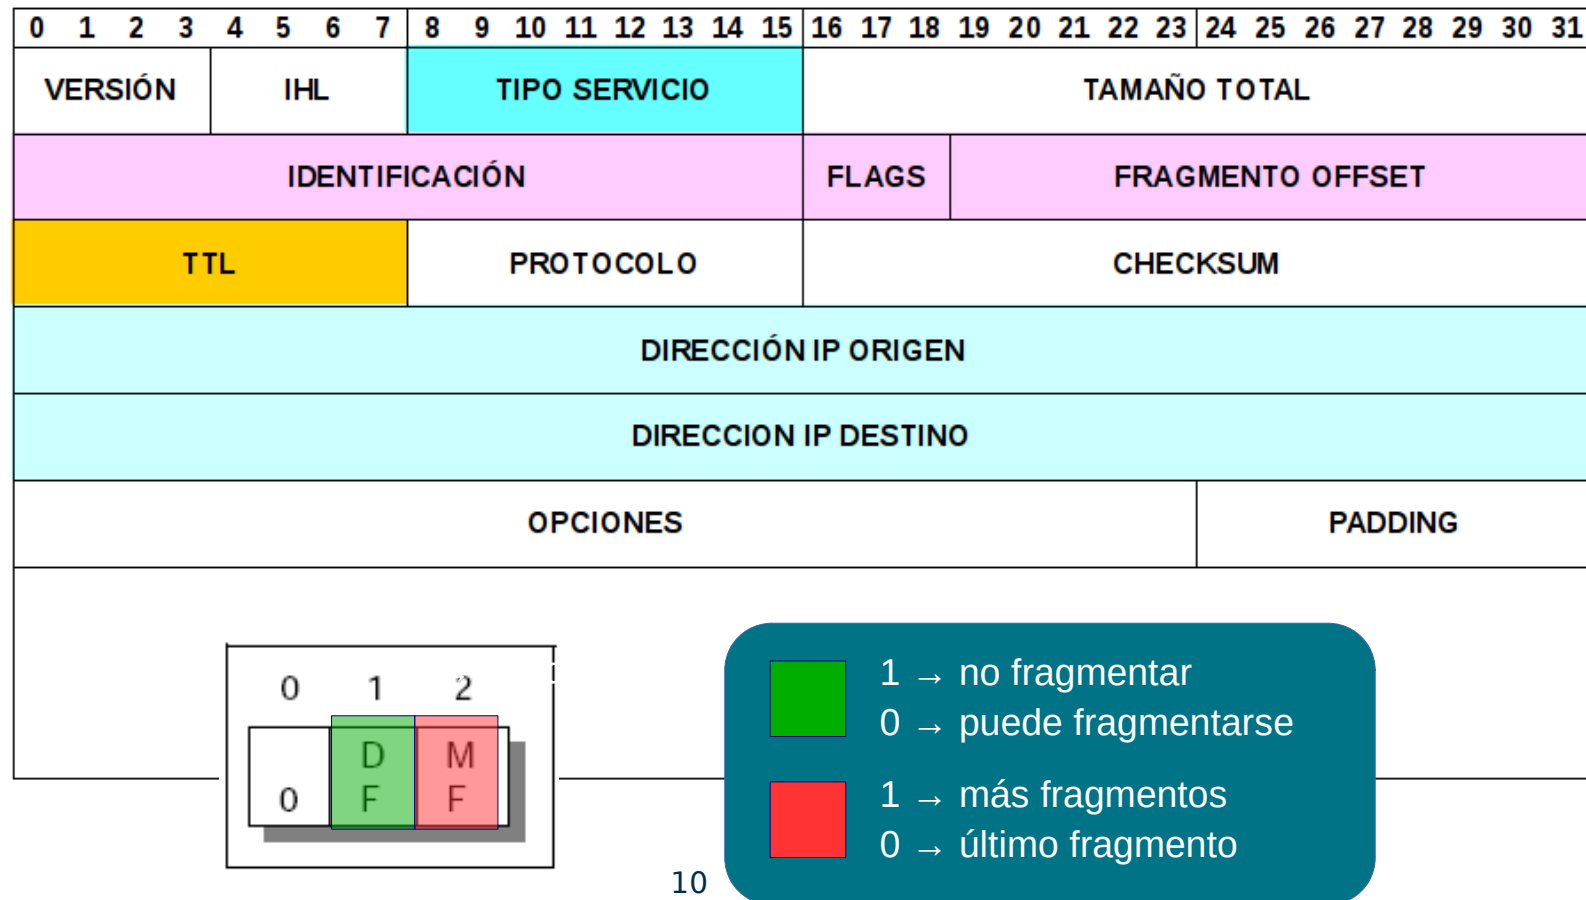 0 1 2 3 4 5 6 7 8 9 10 11 12 13 14 15 16 17 18 19 20 21 22 23 24 25 26 27 28 29 30 31
VERSIÓN IHL TIPO SERVICIO TAMAÑO TOTAL
IDENTIFICACIÓN FLAGS FRAGMENTO OFFSET
TTL PROTOCOLO CHECKSUM
DIRECCIÓN IP ORIGEN
DIRECCION IP DESTINO
OPCIONES PADDING
0 1 2
D M
0 F F
1 → no fragmentar
0 → puede fragmentarse
1 → más fragmentos
0 → último fragmento
10